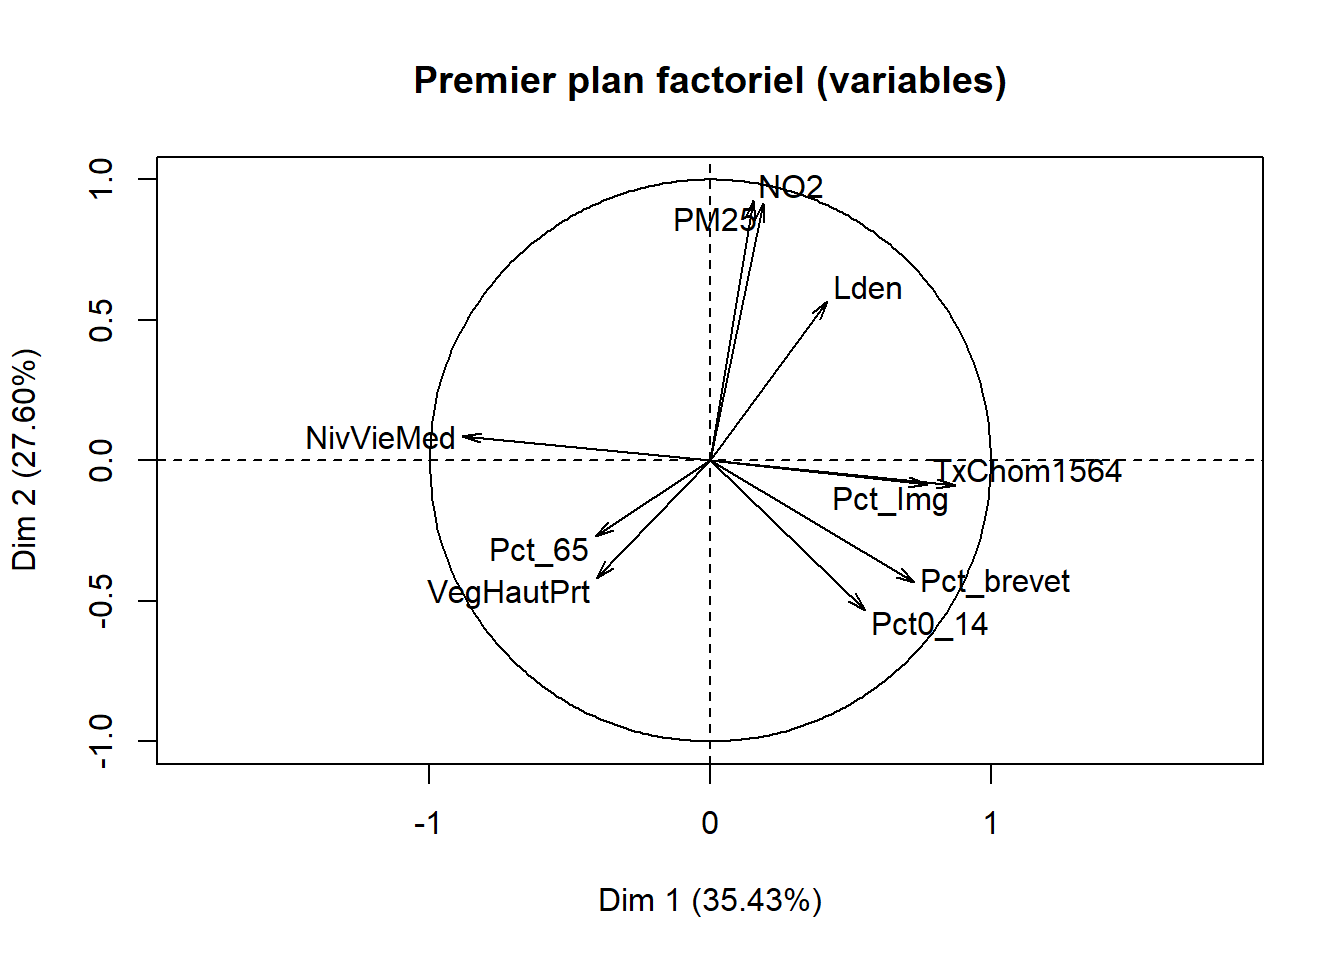 Premier plan factoriel (variables)
1.0
0.5
0.0
-0.5
-1.0
Dim 2 (27.60%)
NO2
PM25
Lden
NivVieMed
TxChom1564
Pct_Img
Pct_65
VegHautPrt
Pct_brevet
Pct0_14
-1
0
1
Dim 1 (35.43%)